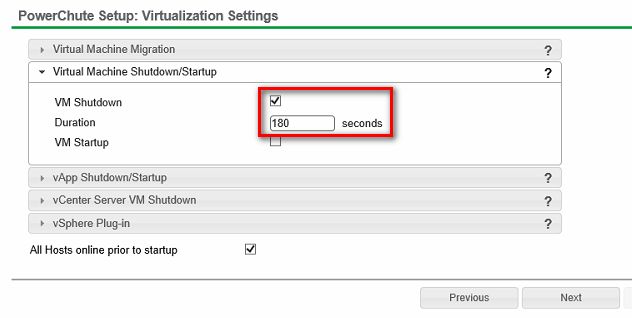 PowerChute Setup: Virtualization Settings
Virtual Machine Migration ?
Virtual Machine Shutdown/Startup ?
VM Shutdown
Duration 180 seconds
VM Startup
vApp Shutdown/Startup ?
vCenter Server VM Shutdown ?
vSphere Plug-in ?
All Hosts online prior to startup
Previous Next